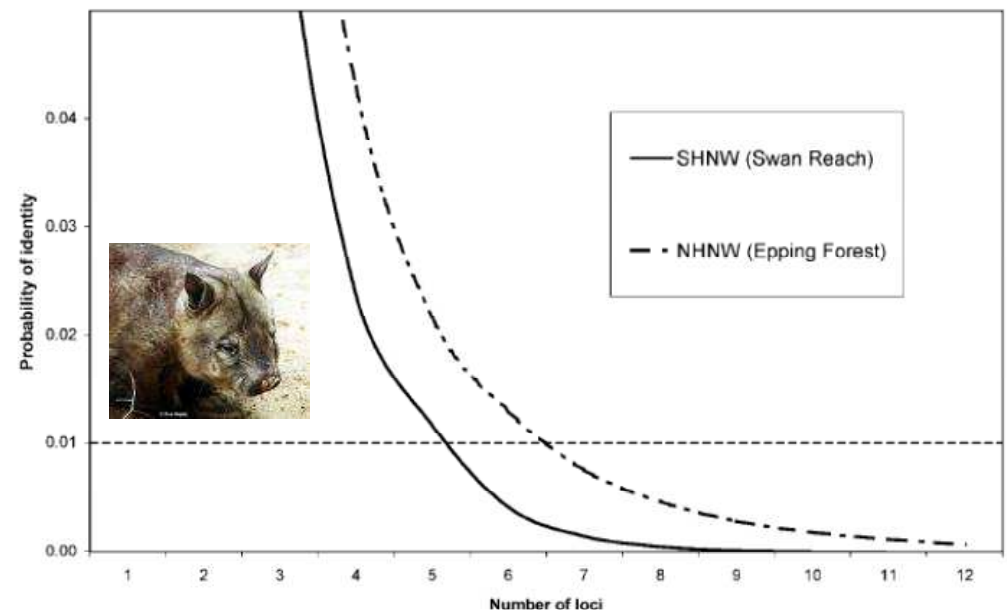 0.04
0.03
0.02
0.01
0.00
Probability of identity
SHNW (Swan Reach)
NHNW (Epping Forest)
1 2 3 4 5 6 7 8 9 10 11 12
Number of loci